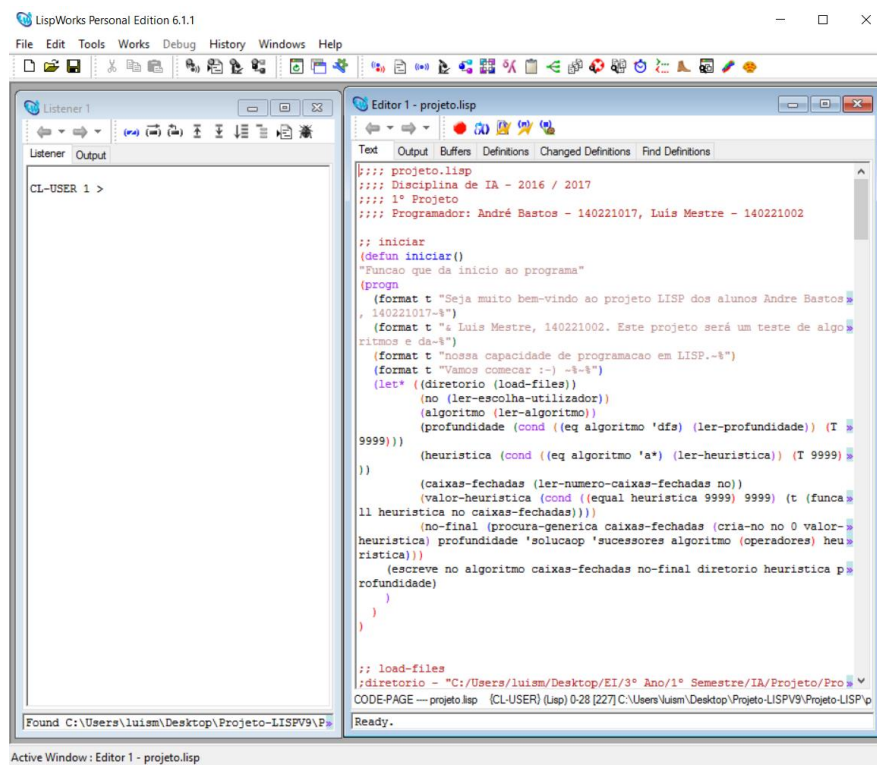 LispWorks Personal Edition 6.1.1
File Edit Tools Works Debug History Windows Help
Listener 1
Listener Output
CL-USER 1 >
Found C:\Users\luism\Desktop\Projeto-LISPV9\P
Editor 1 - projeto.lisp
Text Output Buffers Definitions Changed Definitions Find Definitions
;;;; projeto.lisp
;;;; Disciplina de IA - 2016 / 2017
;;;; 1º Projeto
;;;; Programador: André Bastos - 140221017, Luís Mestre - 140221002
;; iniciar
(defun iniciar()
"Funcao que da inicio ao programa"
(progn
(format t "Seja muito bem-vindo ao projeto LISP dos alunos Andre Bastos
, 140221017~%")
(format t "& Luis Mestre, 140221002. Este projeto será um teste de algo
ritmos e da~%")
(format t "nossa capacidade de programacao em LISP.~%")
(format t "Vamos comecar :-) ~%~%")
(let* ((diretorio (load-files))
(no (ler-escolha-utilizador))
(algoritmo (ler-algoritmo))
(profundidade (cond ((eq algoritmo 'dfs) (ler-profundidade)) (T
9999)))
(heuristica (cond ((eq algoritmo 'a*) (ler-heuristica)) (T 9999)
))
(caixas-fechadas (ler-numero-caixas-fechadas no))
(valor-heuristica (cond ((equal heuristica 9999) 9999) (t (funca
ll heuristica no caixas-fechadas))))
(no-final (procura-generica caixas-fechadas (cria-no no 0 valor-
heuristica) profundidade 'solucaop 'sucessores algoritmo (operadores) heu
ristica)))
(escreve no algoritmo caixas-fechadas no-final diretorio heuristica p
rofundidade)
)
)
)
;; load-files
;diretorio - "C:/Users/luism/Desktop/EI/3º Ano/1º Semestre/IA/Projeto/Pro
CODE-PAGE ---- projeto.lisp {CL-USER} (Lisp) 0-28 [227] C:\Users\luism\Desktop\Projeto-LISPV9\Projeto-LISP\p
Ready.
Active Window : Editor 1 - projeto.lisp